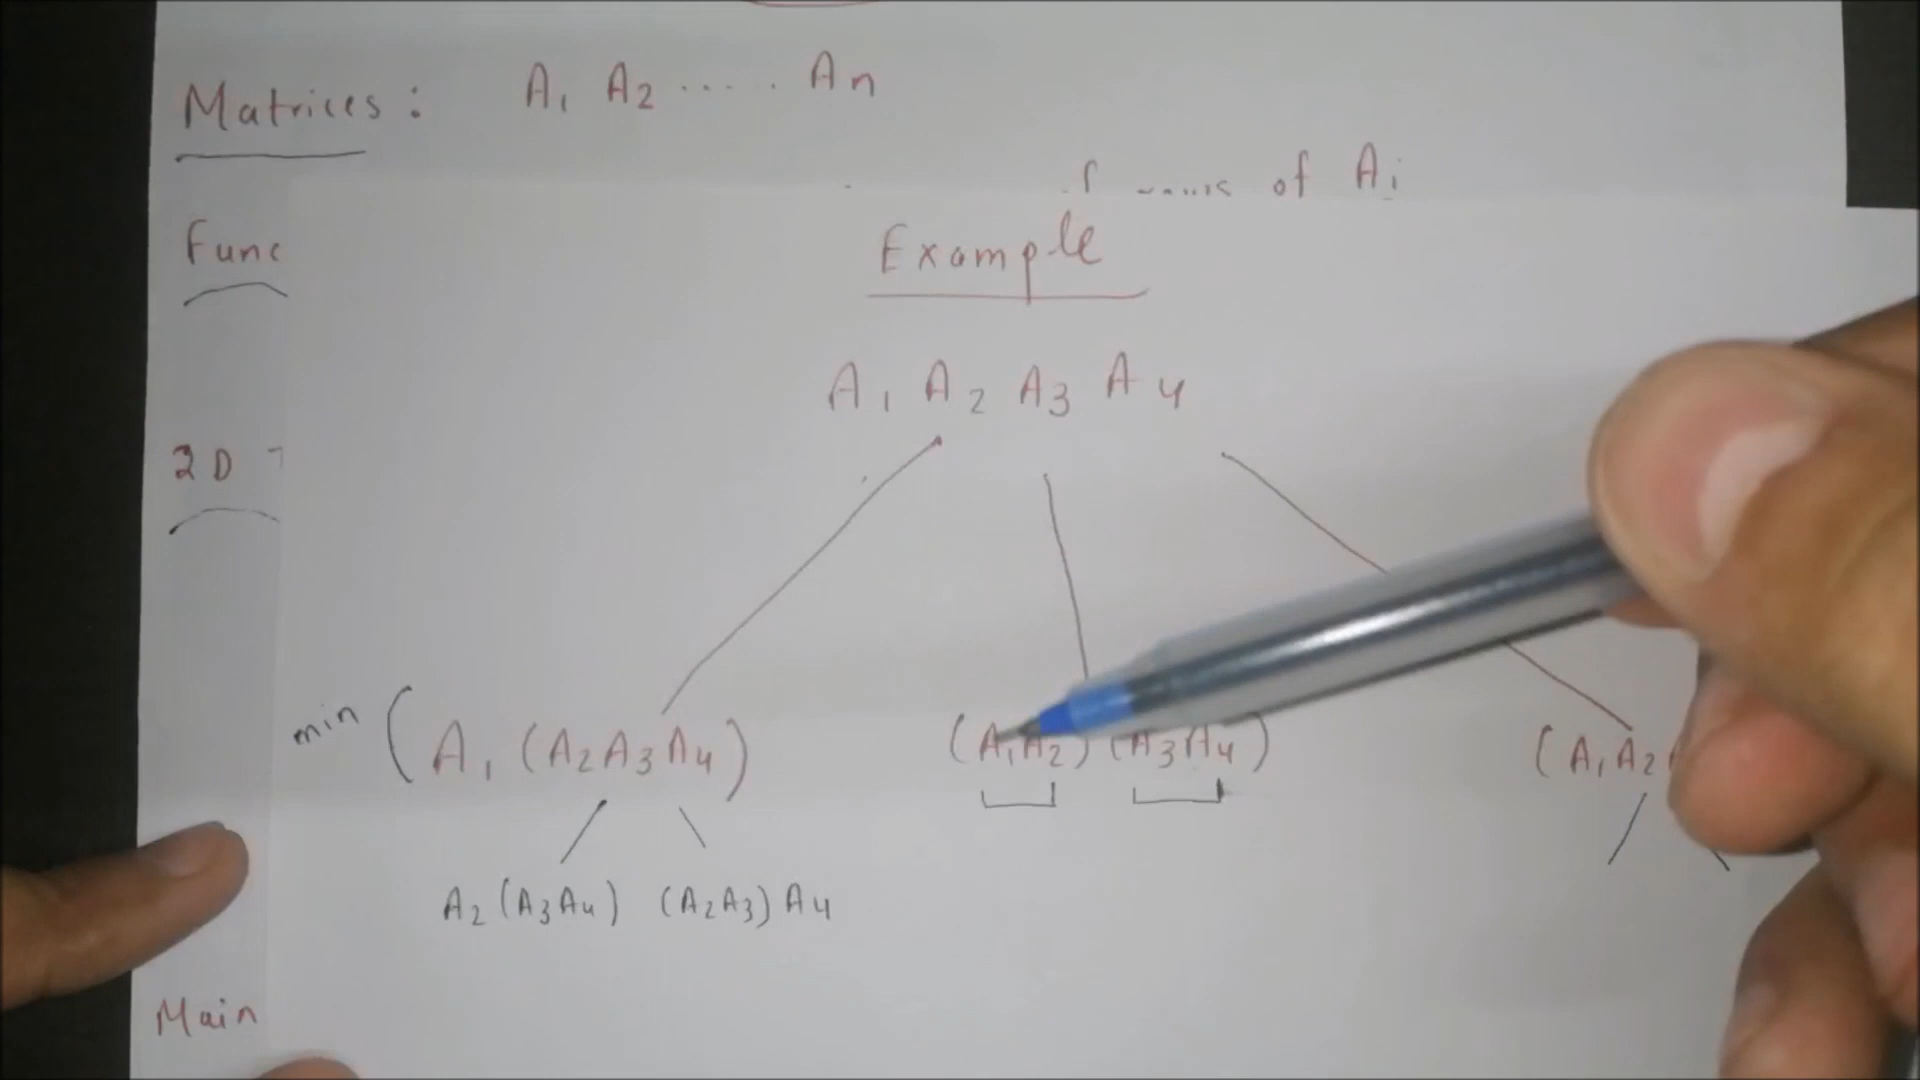 Matrices: A1 A2 ..... An
of Ai
Func
Example
A1 A2 A3 A4
2D
min ( A1 (A2A3A4) (A1A2) (A3A4) (A1A2
A2 (A3A4) (A2A3) A4
Main